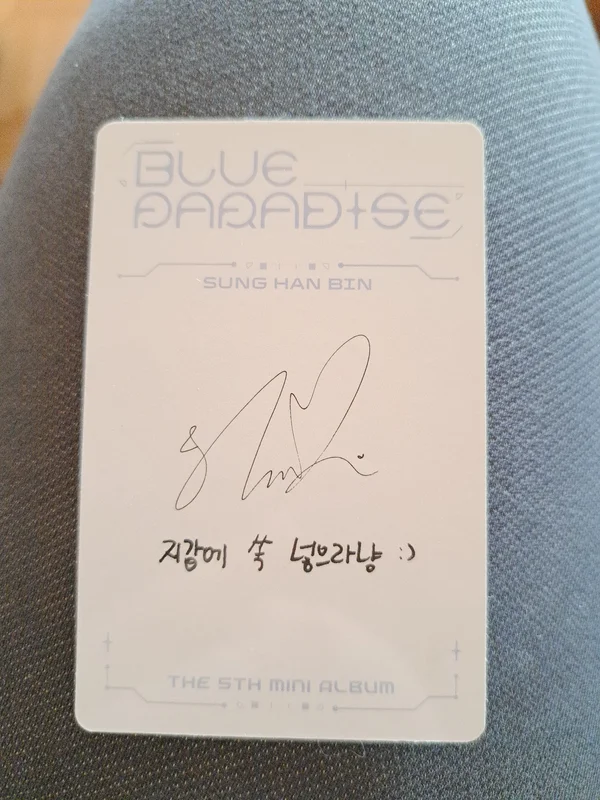 BLUE
PARADISE
SUNG HAN BIN
지갑에 쏙 넣으라냥 :)
THE 5TH MINI ALBUM